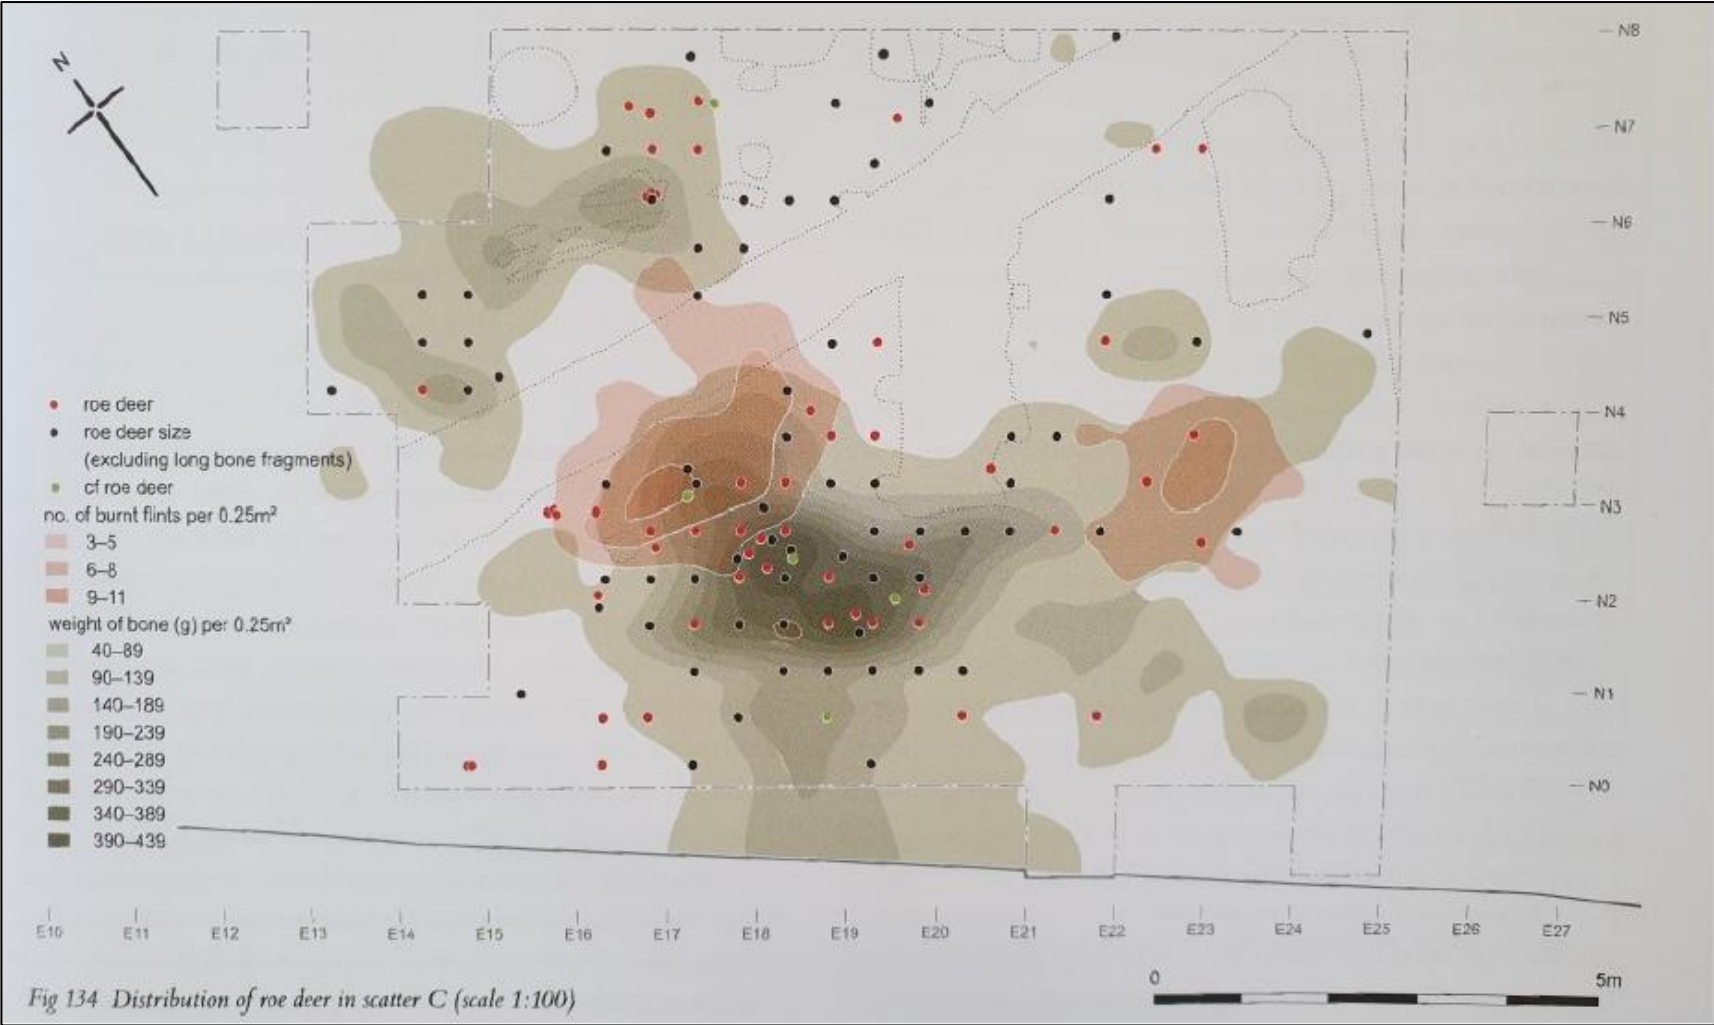 N
N8
N7
N6
N5
N4
N3
N2
N1
N0
roe deer
roe deer size
(excluding long bone fragments)
cf roe deer
no. of burnt flints per 0.25m²
3–5
6–8
9–11
weight of bone (g) per 0.25m²
40–89
90–139
140–189
190–239
240–289
290–339
340–389
390–439
E10 E11 E12 E13 E14 E15 E16 E17 E18 E19 E20 E21 E22 E23 E24 E25 E26 E27
0 5m
Fig 134 Distribution of roe deer in scatter C (scale 1:100)